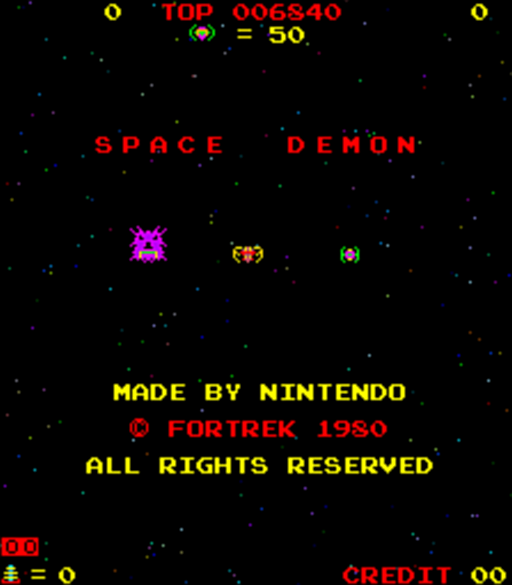 0 TOP 006840 0
= 50
SPACE DEMON
MADE BY NINTENDO
© FORTREK 1980
ALL RIGHTS RESERVED
00
= 0 CREDIT 00